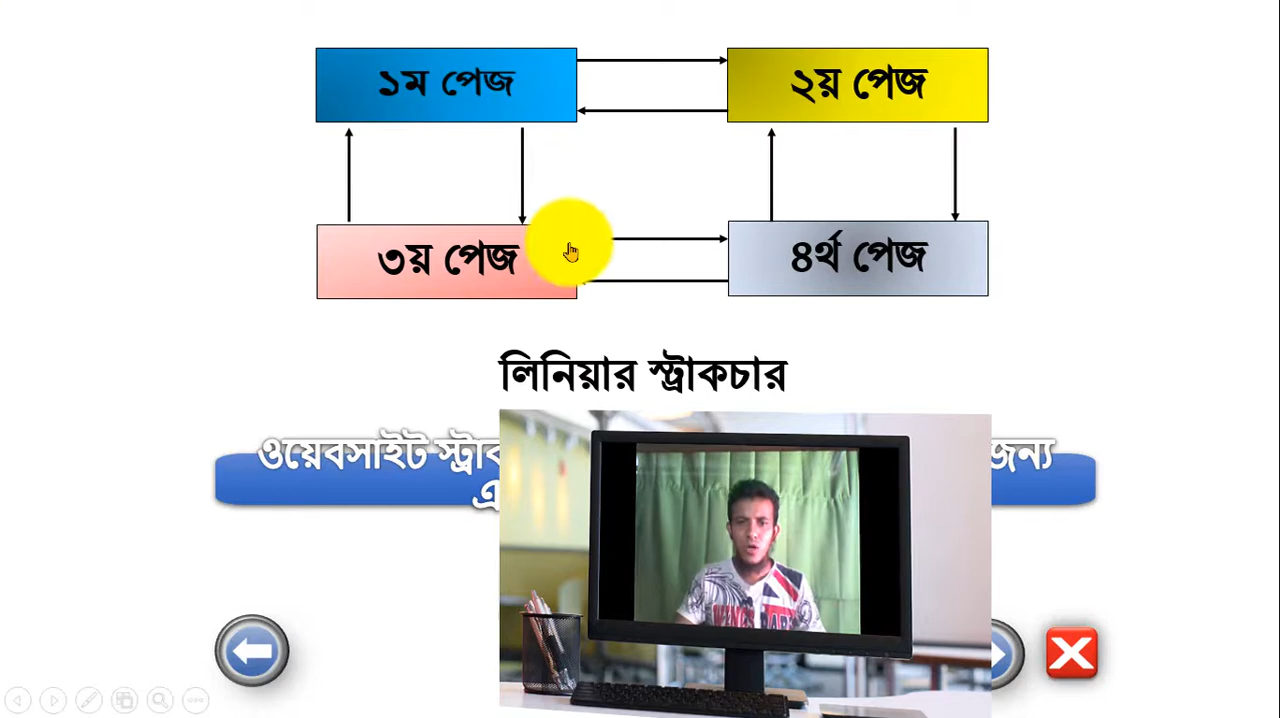 ১ম পেজ
২য় পেজ
৩য় পেজ
৪র্থ পেজ
লিনিয়ার স্ট্রাকচার
ওয়েবসাইট
জন্য